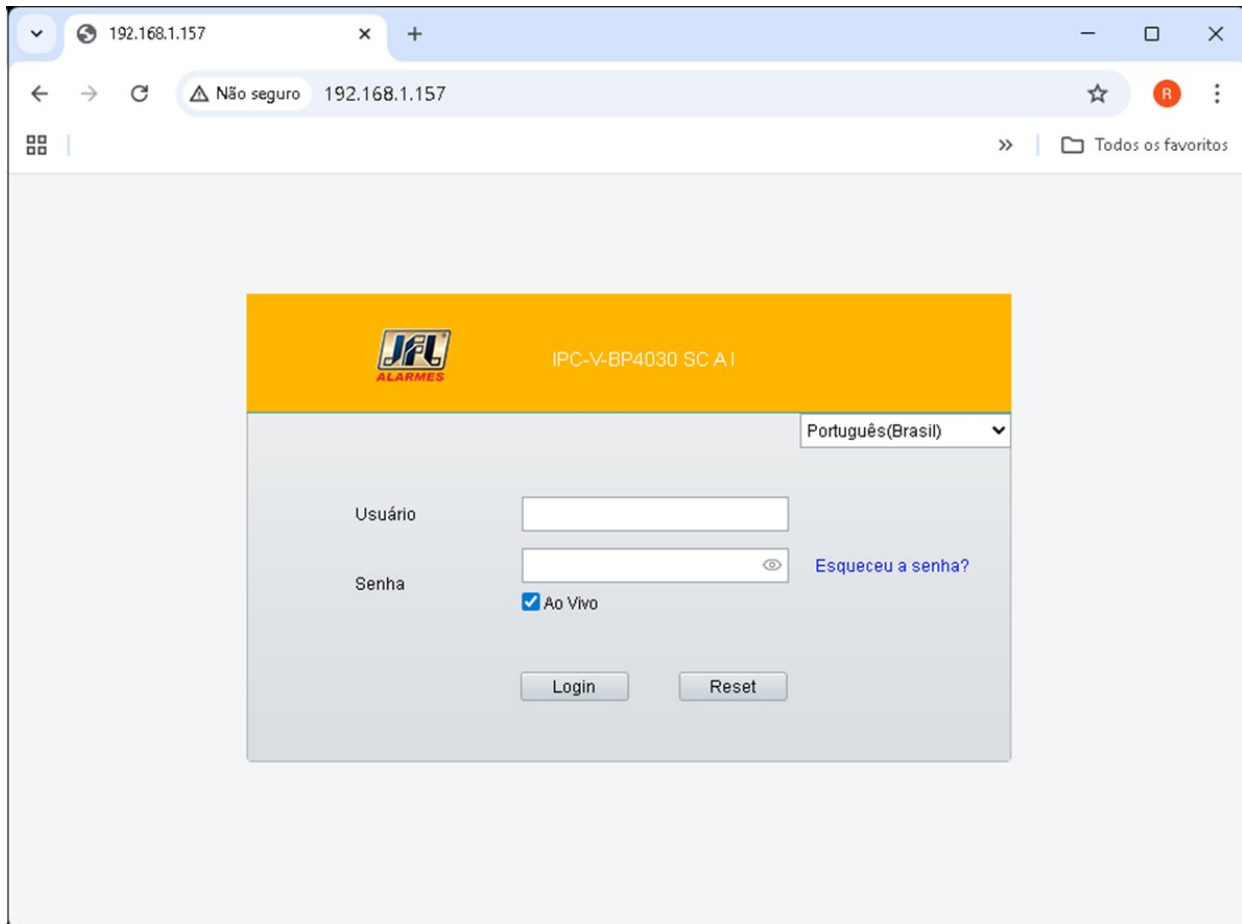 192.168.1.157
Não seguro 192.168.1.157
R
Todos os favoritos
JFL
ALARMES
IPC-V-BP4030 SC A I
Português(Brasil)
Usuário
Senha
Esqueceu a senha?
Ao Vivo
Login Reset